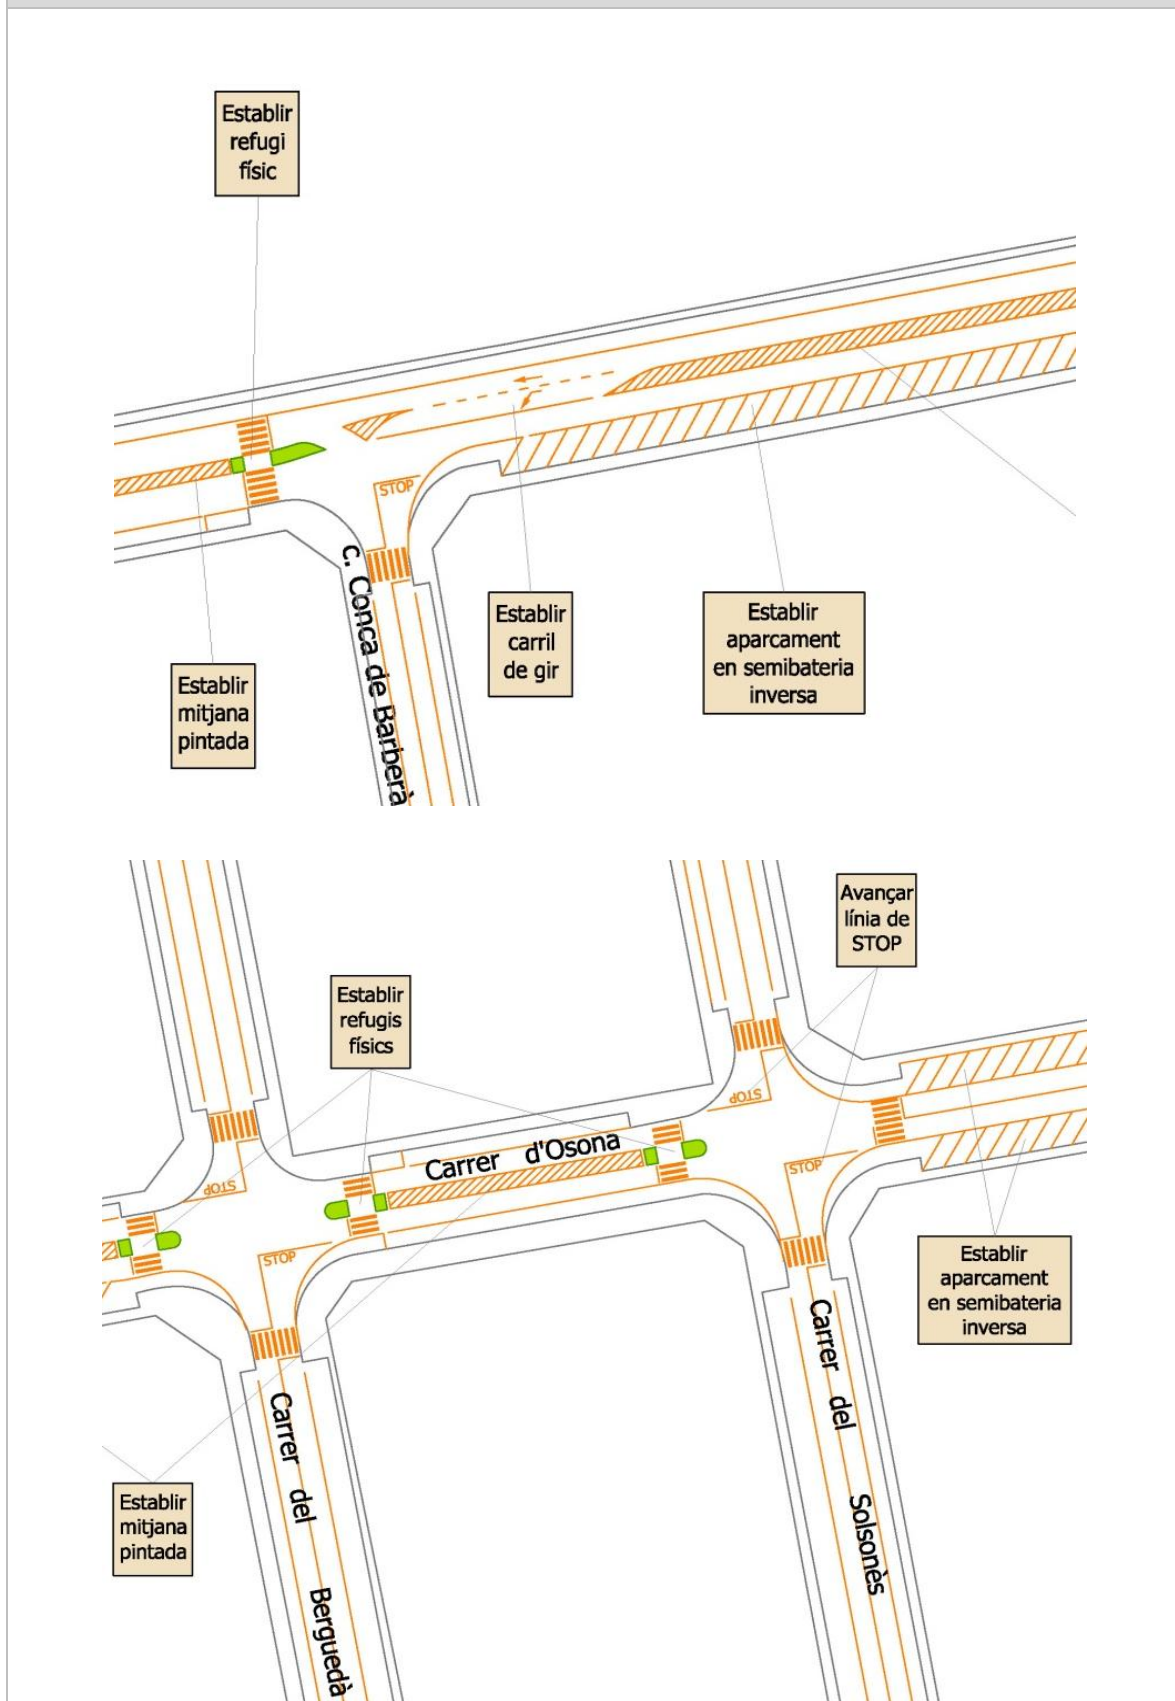 Establir
refugi
físic
STOP
c. Conca de Barberà
Establir
carril
de gir
Establir
aparcament
en semibateria
inversa
Establir
mitjana
pintada
Avançar
línia de
STOP
Establir
refugis
físics
STOP
Carrer d'Osona
STOP
STOP
STOP
Establir
aparcament
en semibateria
inversa
Carrer del Solsonès
Carrer del Berguedà
Establir
mitjana
pintada